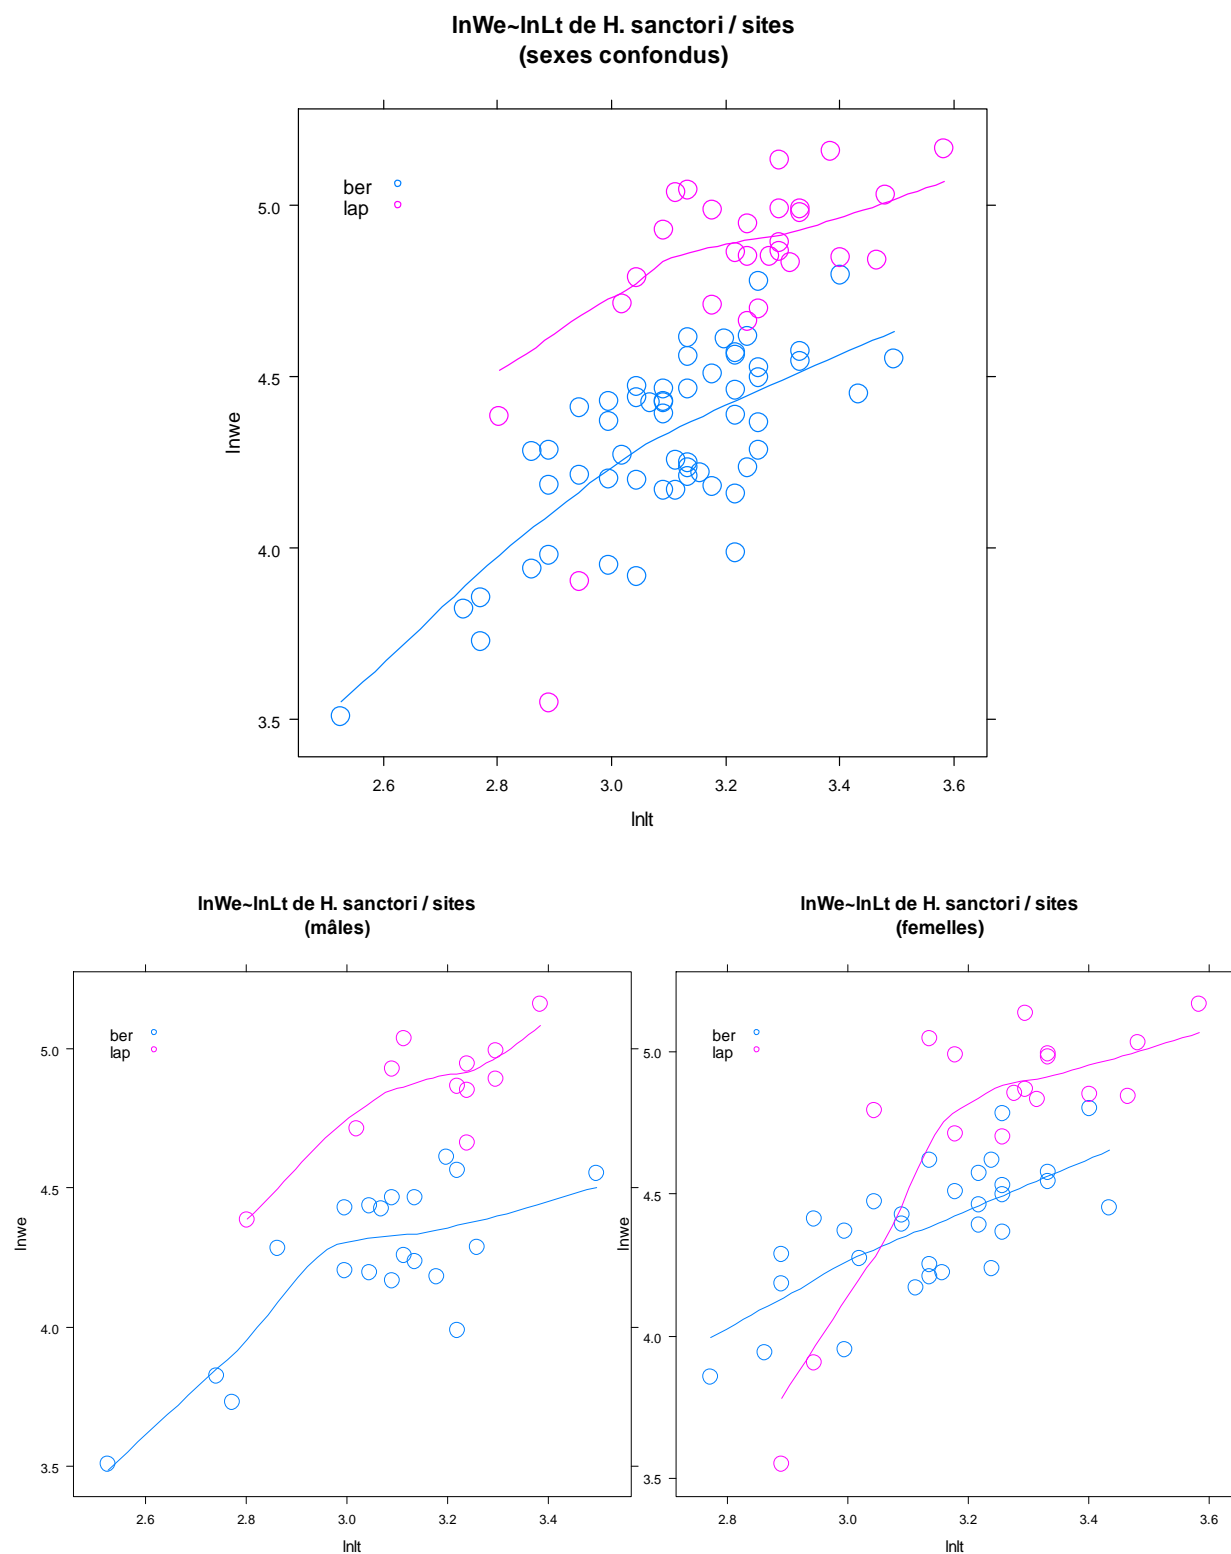 lnWe~lnLt de H. sanctori / sites
(sexes confondus)
ber
lap
5.0
4.5
4.0
3.5
lnwe
2.6 2.8 3.0 3.2 3.4 3.6
lnlt
lnWe~lnLt de H. sanctori / sites
(mâles)
ber
lap
5.0
4.5
4.0
3.5
lnwe
2.6 2.8 3.0 3.2 3.4
lnlt
lnWe~lnLt de H. sanctori / sites
(femelles)
ber
lap
5.0
4.5
4.0
3.5
lnwe
2.8 3.0 3.2 3.4 3.6
lnlt